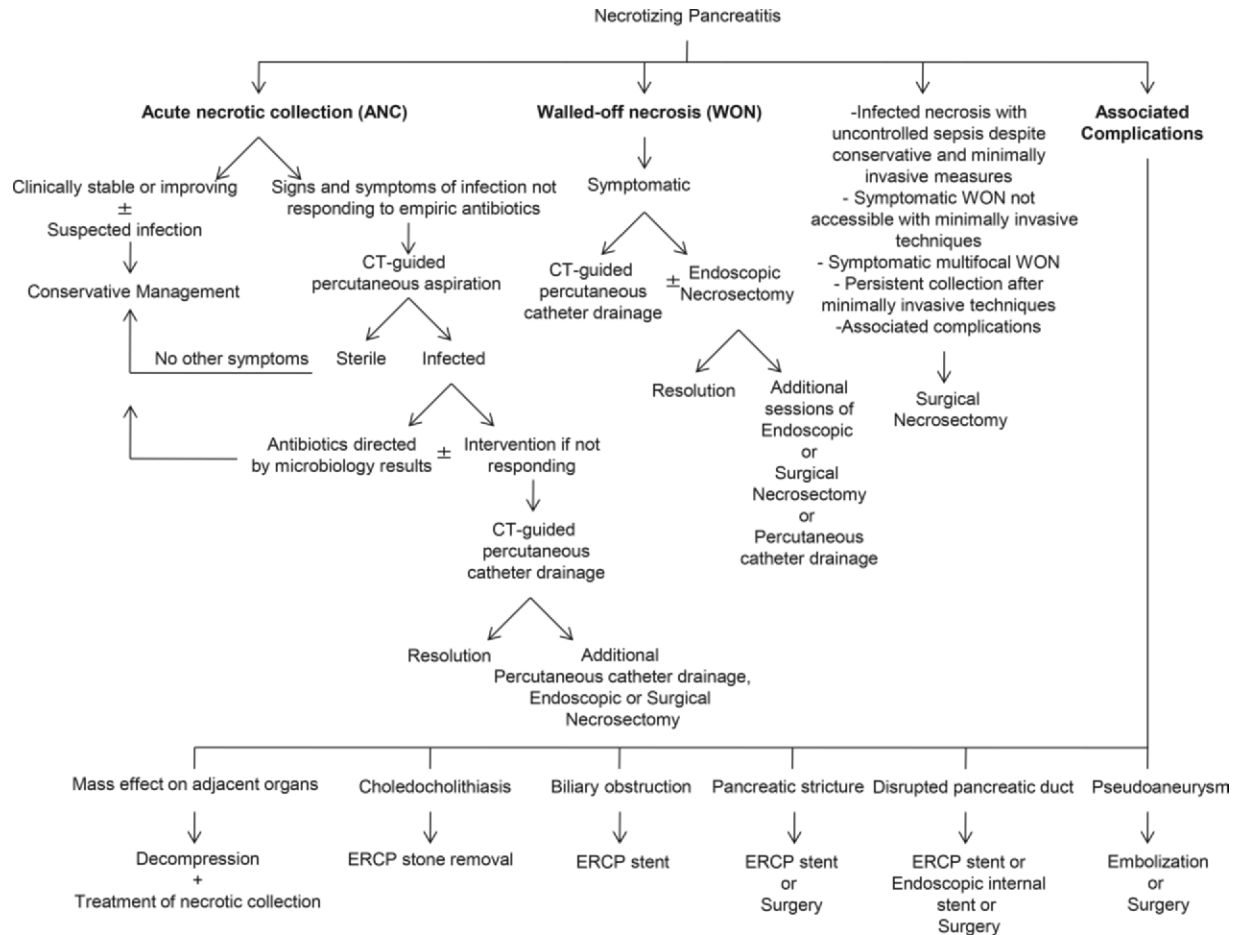 Necrotizing Pancreatitis
Acute necrotic collection (ANC)
Clinically stable or improving
±
Suspected infection
Conservative Management
Signs and symptoms of infection not
responding to empiric antibiotics
CT-guided
percutaneous aspiration
No other symptoms
Sterile
Infected
Antibiotics directed
by microbiology results
±
Intervention if not
responding
CT-guided
percutaneous
catheter drainage
Resolution
Additional
Percutaneous catheter drainage,
Endoscopic or Surgical
Necrosectomy
Walled-off necrosis (WON)
Symptomatic
CT-guided
percutaneous
catheter drainage
±
Endoscopic
Necrosectomy
Resolution
Additional
sessions of
Endoscopic
or
Surgical
Necrosectomy
or
Percutaneous
catheter drainage
-Infected necrosis with
uncontrolled sepsis despite
conservative and minimally
invasive measures
- Symptomatic WON not
accessible with minimally invasive
techniques
- Symptomatic multifocal WON
- Persistent collection after
minimally invasive techniques
-Associated complications
Surgical
Necrosectomy
Associated
Complications
Mass effect on adjacent organs
Decompression
+
Treatment of necrotic collection
Choledocholithiasis
ERCP stone removal
Biliary obstruction
ERCP stent
Pancreatic stricture
ERCP stent
or
Surgery
Disrupted pancreatic duct
ERCP stent or
Endoscopic internal
stent or
Surgery
Pseudoaneurysm
Embolization
or
Surgery